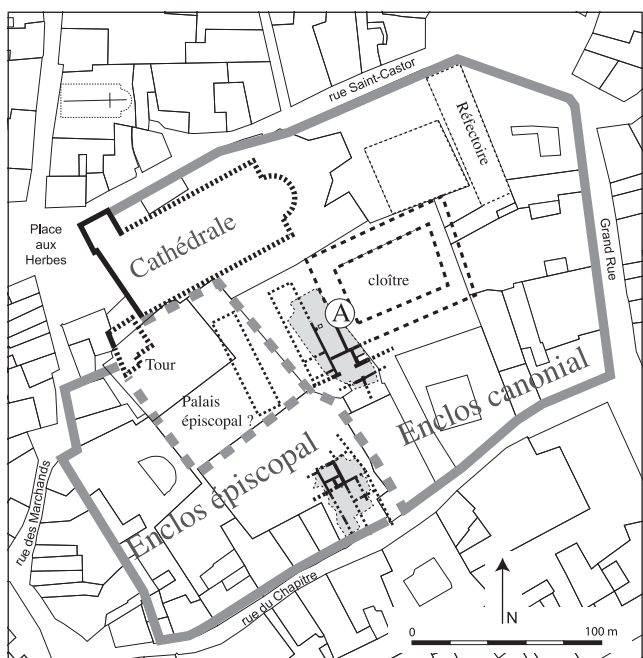 rue Saint-Castor
Réfectoire
Place
aux
Herbes
Cathédrale
Grand Rue
cloître
A
Tour
Palais
épiscopal ?
Enclos canonial
Enclos épiscopal
rue des Marchands
rue du Chapitre
N
0 100 m